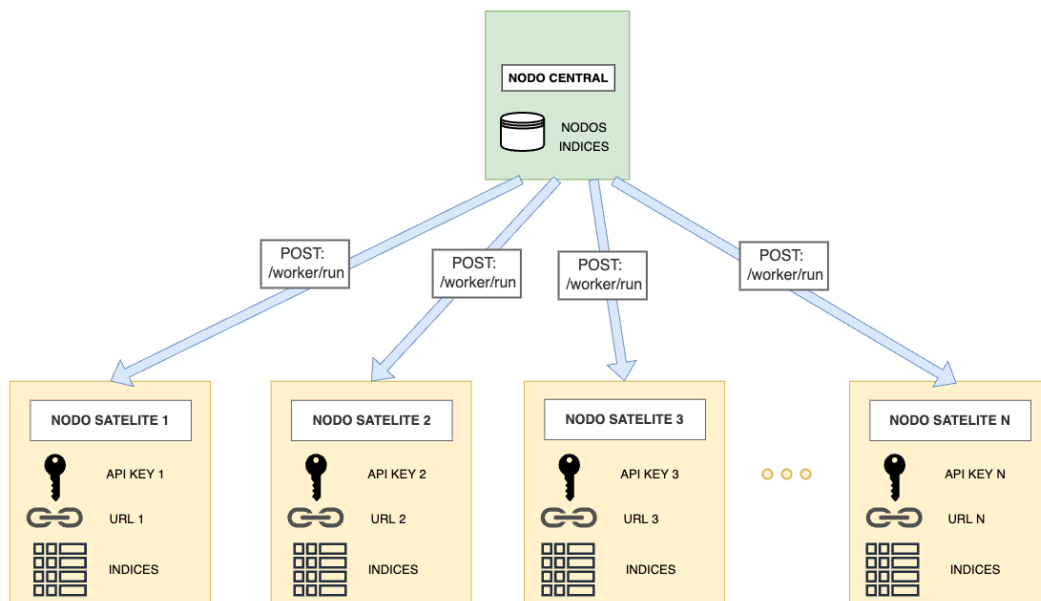 NODO CENTRAL
NODOS
INDICES
POST:
/worker/run
POST:
/worker/run
POST:
/worker/run
POST:
/worker/run
NODO SATELITE 1
API KEY 1
URL 1
INDICES
NODO SATELITE 2
API KEY 2
URL 2
INDICES
NODO SATELITE 3
API KEY 3
URL 3
INDICES
NODO SATELITE N
API KEY N
URL N
INDICES